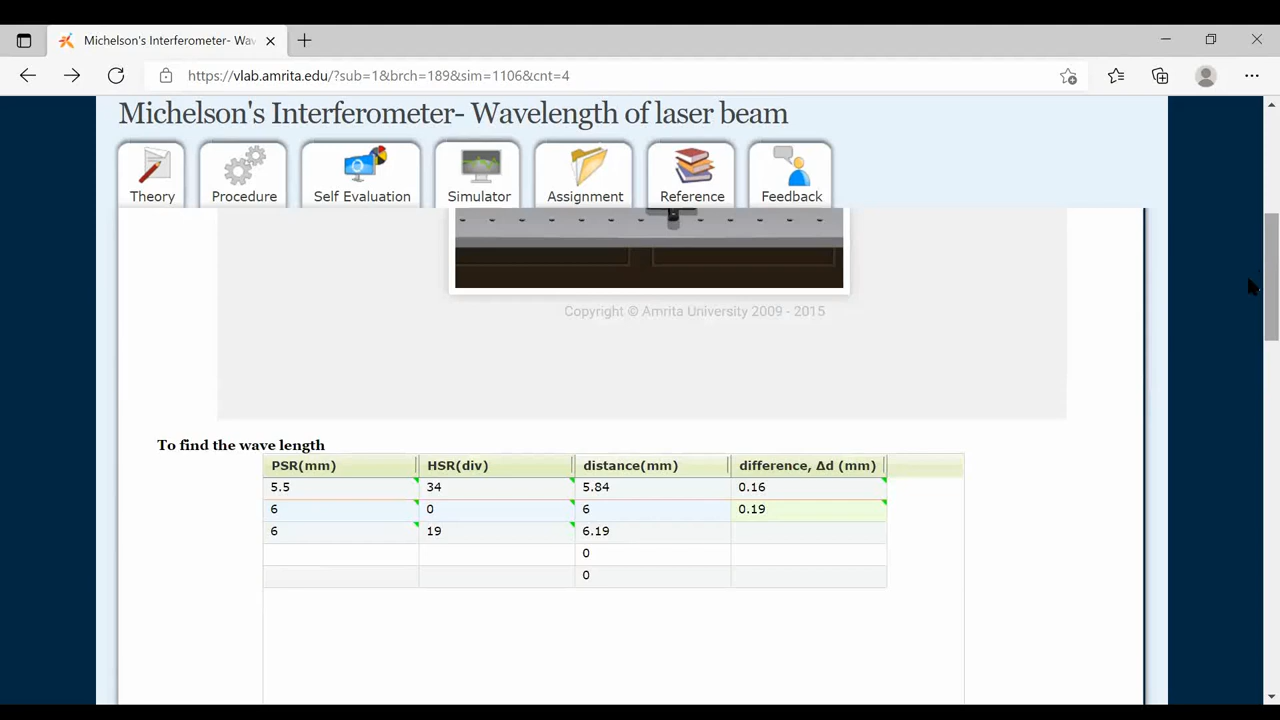 Michelson's Interferometer- Wav
https://vlab.amrita.edu/?sub=1&brch=189&sim=1106&cnt=4
Michelson's Interferometer- Wavelength of laser beam
Theory Procedure Self Evaluation Simulator Assignment Reference Feedback
Copyright © Amrita University 2009 - 2015
To find the wave length
PSR(mm) HSR(div) distance(mm) difference, Δd (mm)
5.5 34 5.84 0.16
6 0 6 0.19
6 19 6.19
0
0